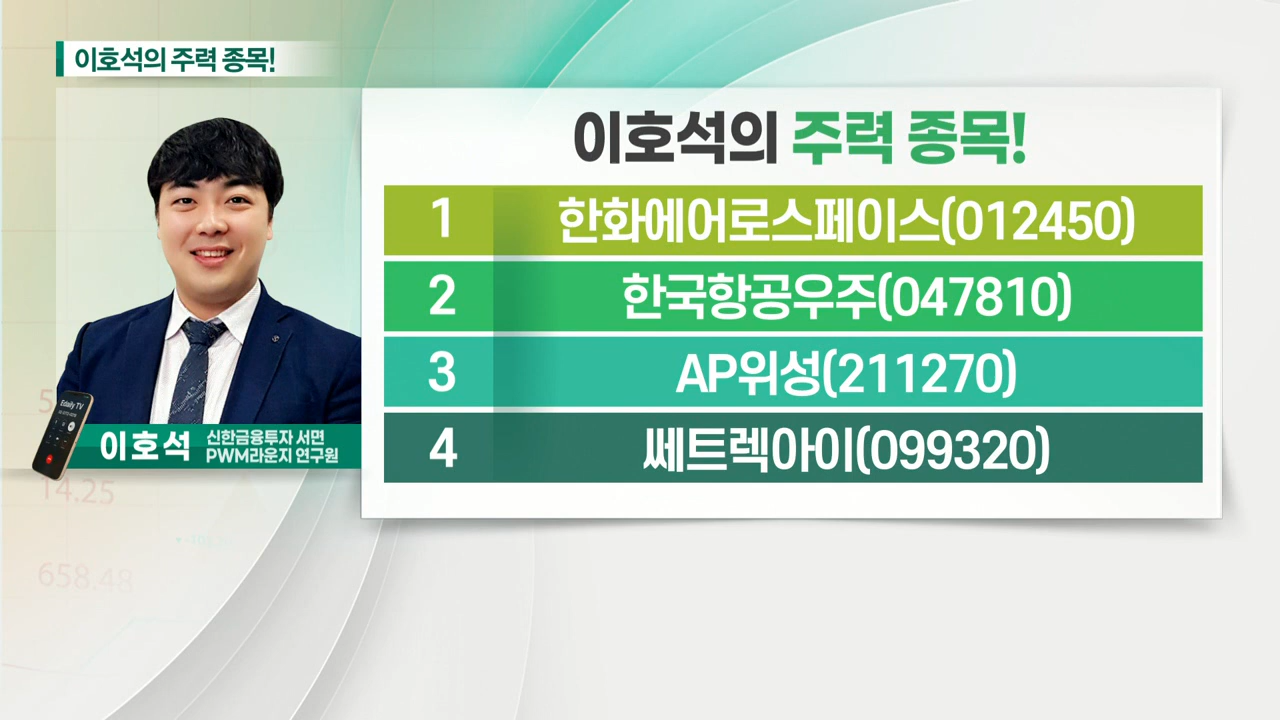 이호석의 주력 종목!
이호석의 주력 종목!
1 한화에어로스페이스(012450)
2 한국항공우주(047810)
3 AP위성(211270)
4 쎄트렉아이(099320)
Edaily TV
이호석 신한금융투자 서면
PWM라운지 연구원
14.25
658.48